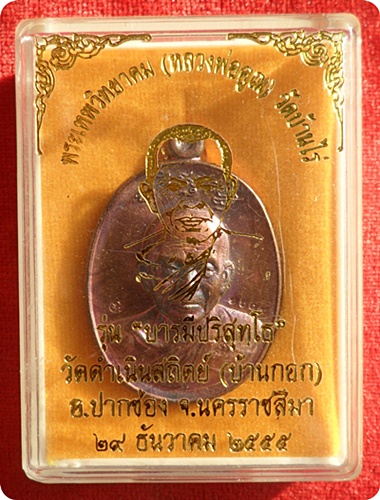 พระเทพวิทยาคม (หลวงพ่อคูณ) วัดบ้านไร่
รุ่น "บารมีปริสุทฺโธ"
วัดดำเนินสถิตย์ (บ้านกอก)
อ.ปากช่อง จ.นครราชสีมา
๒๙ ธันวาคม ๒๕๕๕